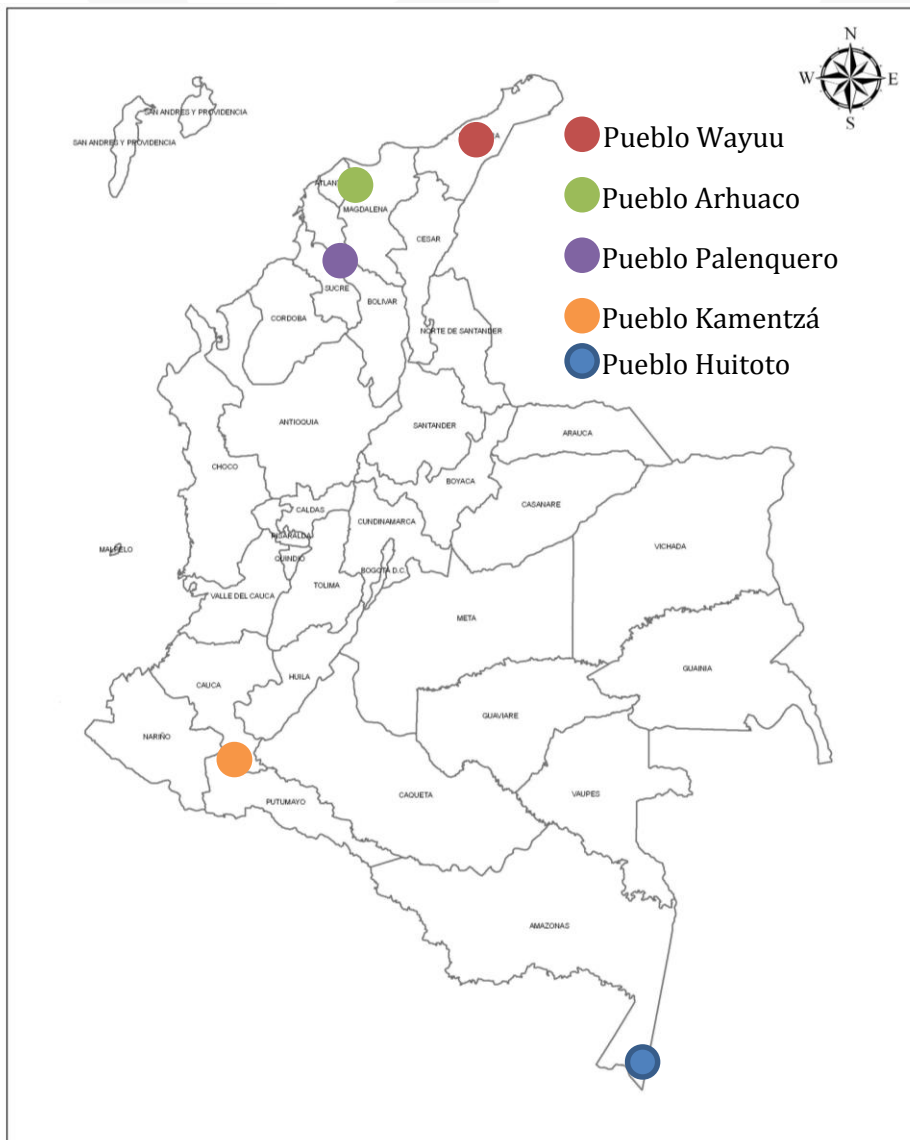 N
W E
S
SAN ANDRES Y PROVIDENCIA
SAN ANDRES Y PROVIDENCIA
Pueblo Wayuu
Pueblo Arhuaco
MAGDALENA
CESAR
Pueblo Palenquero
SUCRE
BOLIVAR
CORDOBA
Pueblo Kamentzá
NORTE DE SANTANDER
Pueblo Huitoto
ANTIOQUIA
SANTANDER
ARAUCA
CHOCO
BOYACA
CASANARE
CALDAS
CUNDINAMARCA
RISARALDA
MALPELO
VICHADA
QUINDIO
BOGOTA D.C.
TOLIMA
VALLE DEL CAUCA
META
GUAINIA
HUILA
CAUCA
GUAVIARE
NARIÑO
CAQUETA
VAUPES
PUTUMAYO
AMAZONAS